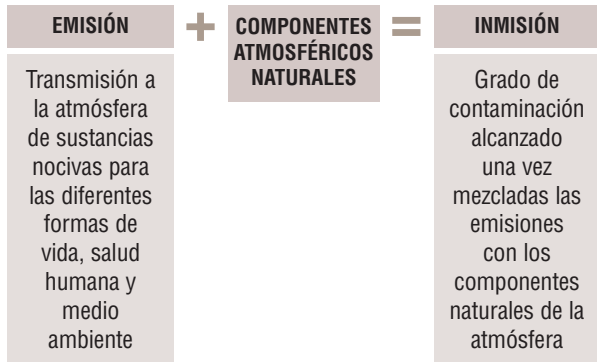 EMISIÓN
Transmisión a
la atmósfera
de sustancias
nocivas para
las diferentes
formas de
vida, salud
humana y
medio
ambiente
+
COMPONENTES
ATMOSFÉRICOS
NATURALES
=
INMISIÓN
Grado de
contaminación
alcanzado
una vez
mezcladas las
emisiones
con los
componentes
naturales de la
atmósfera